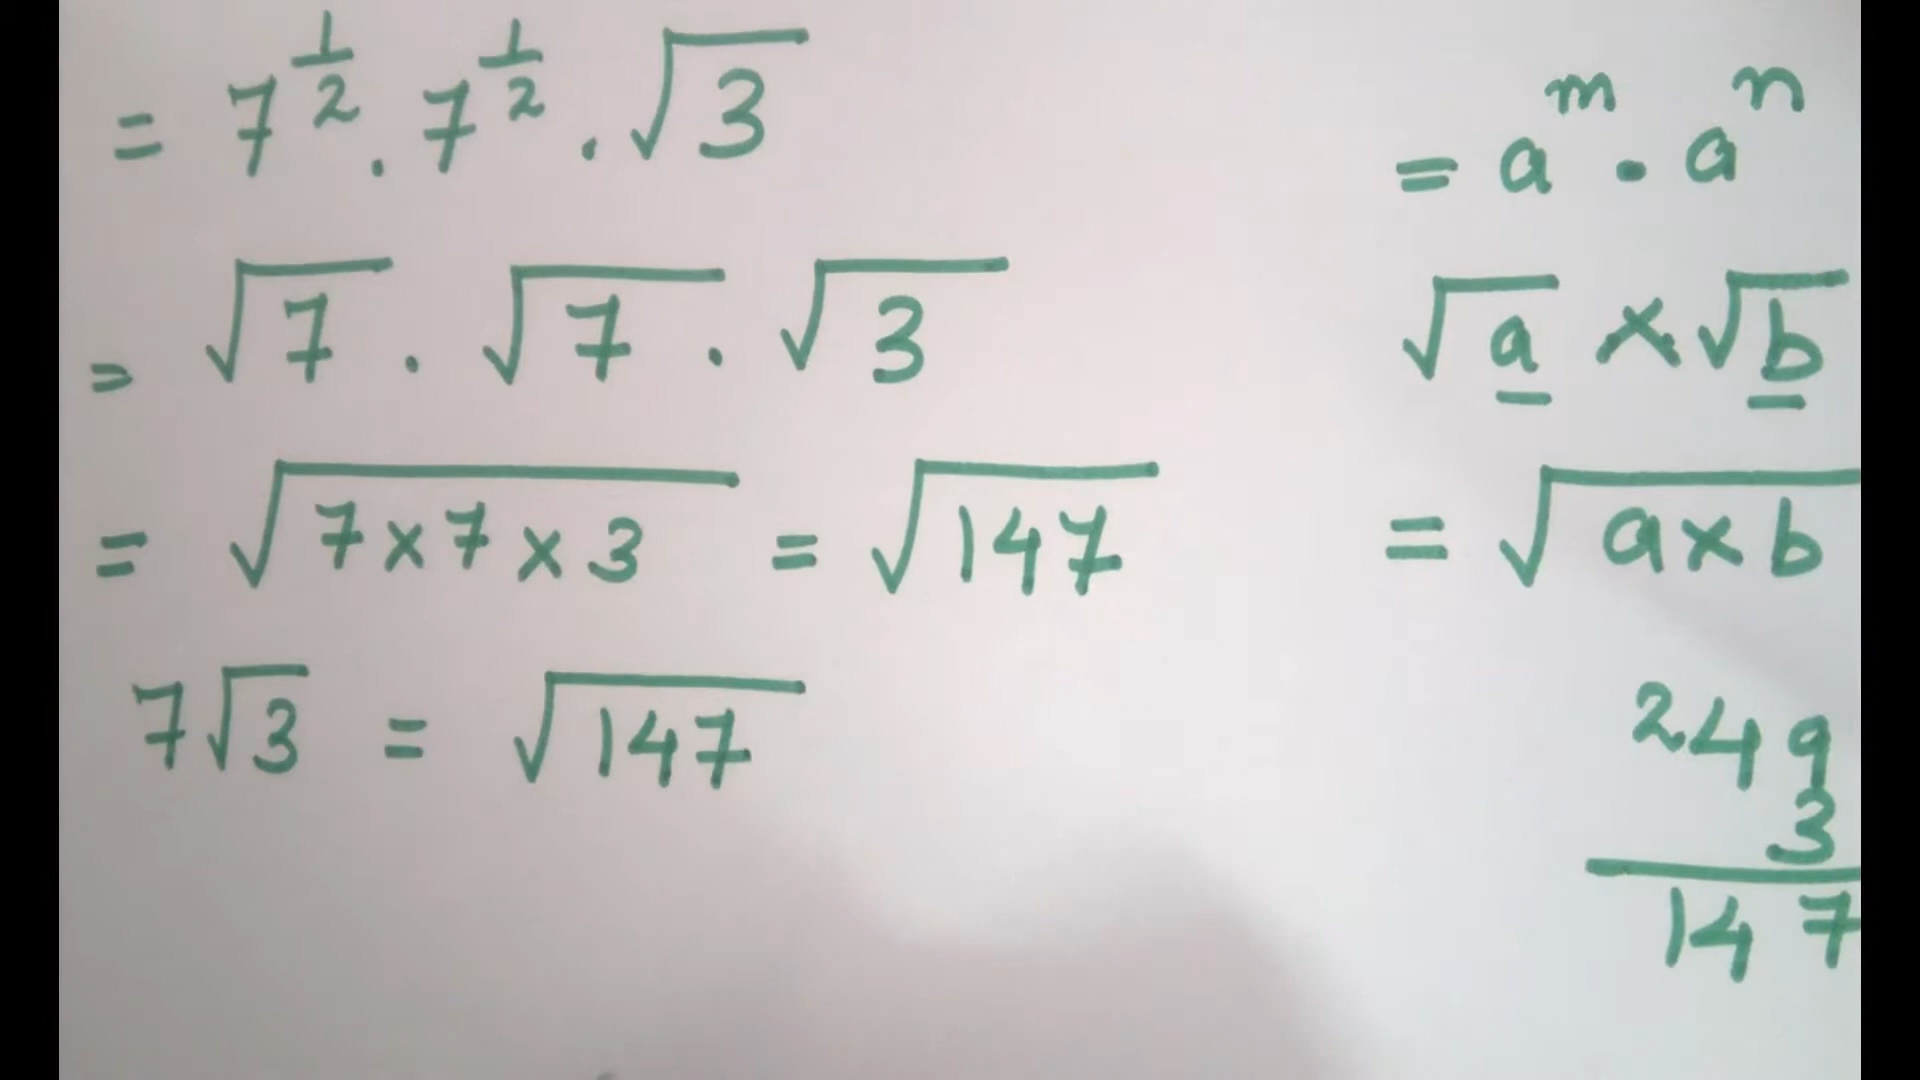 = 7^(1/2) . 7^(1/2) . √3
= √7 . √7 . √3
= √(7×7×3) = √147
7√3 = √147
= a^m . a^n
√a × √b
= √(a×b)
²49
3
147